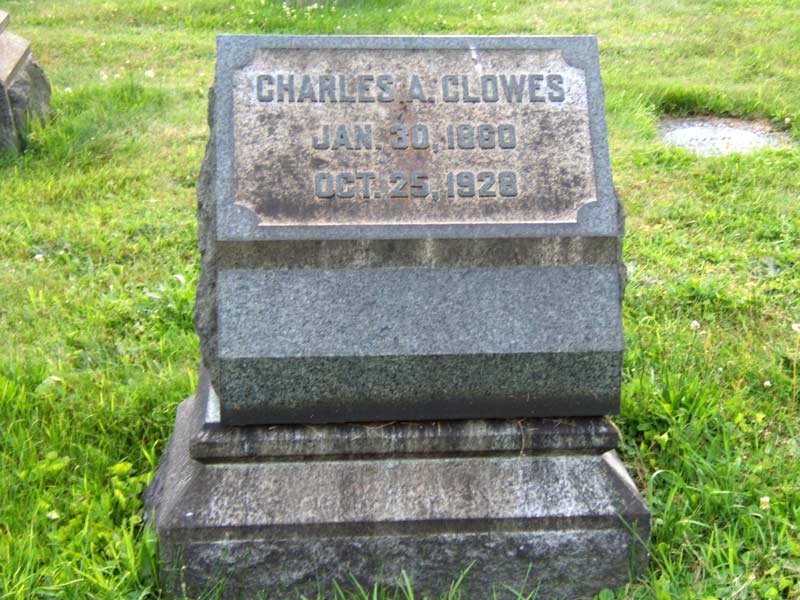 CHARLES A. CLOWES
JAN. 30, 1860
OCT. 25, 1928